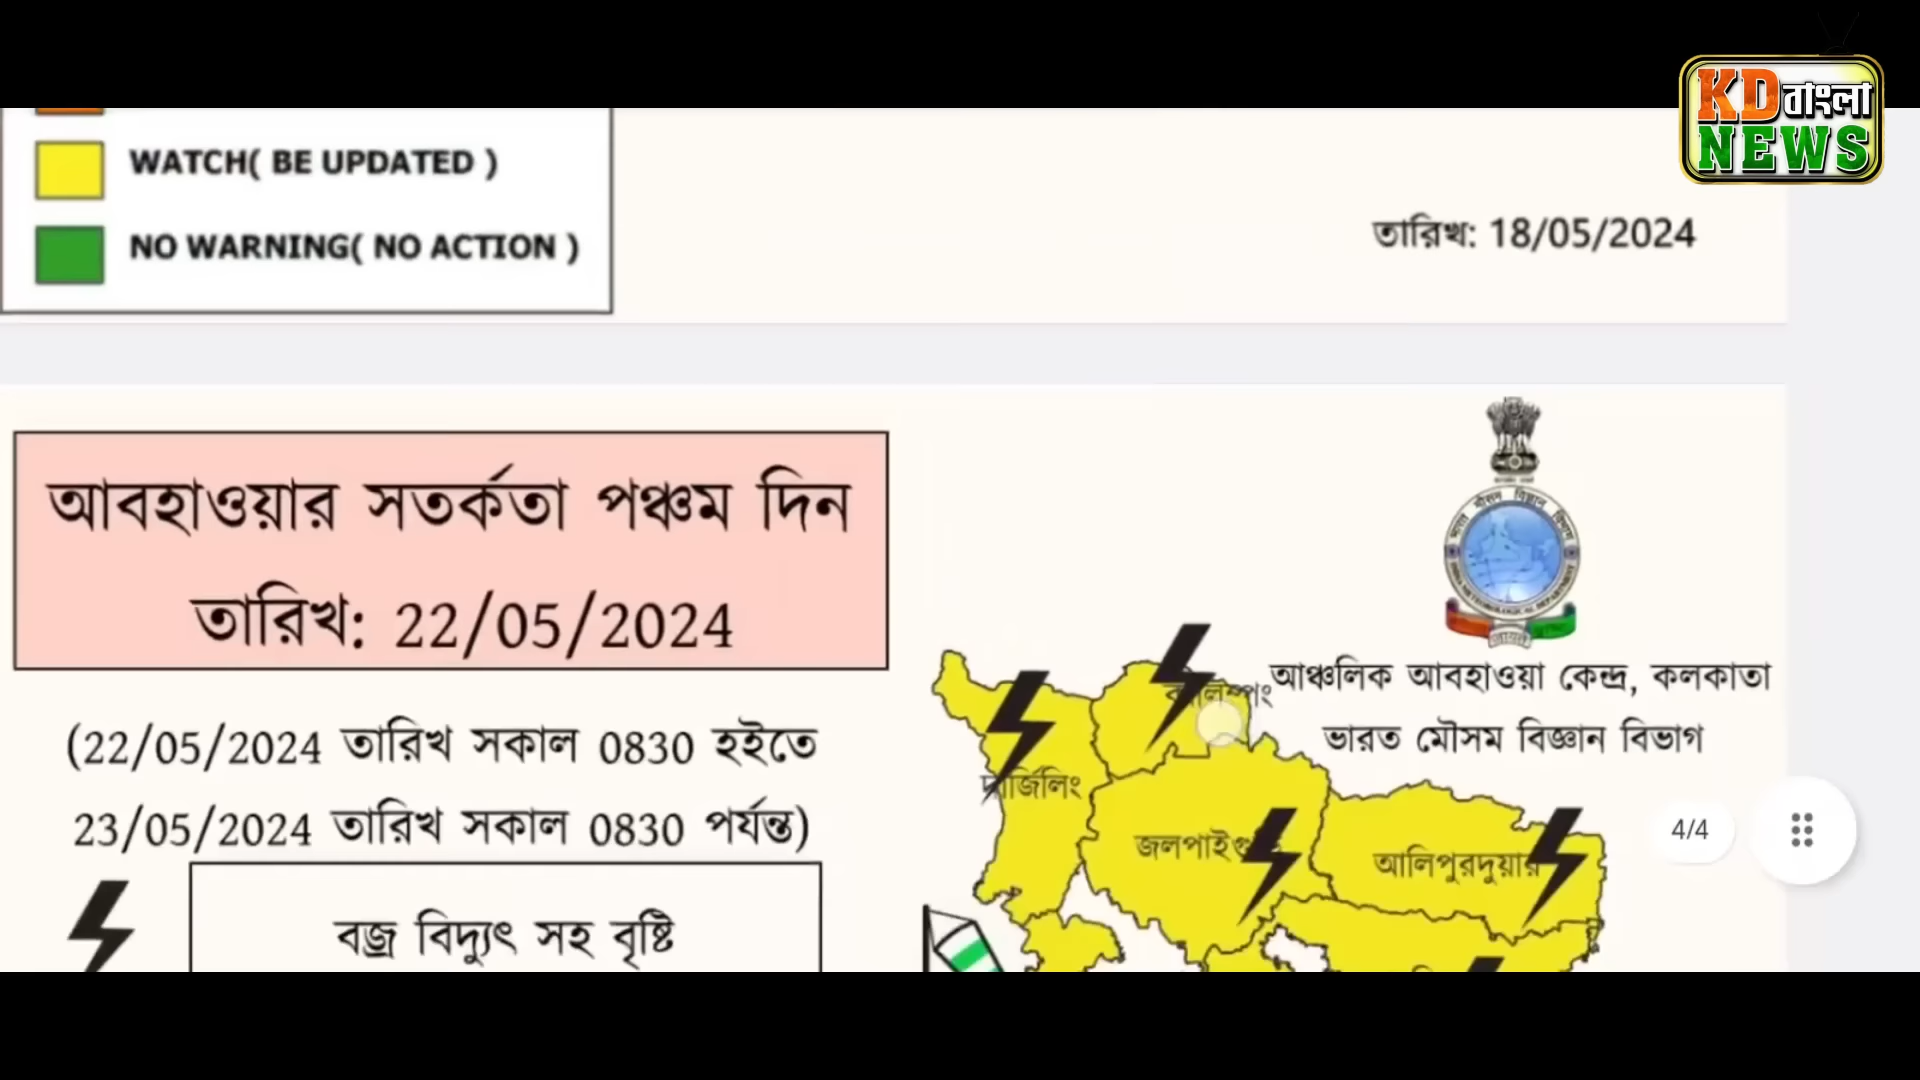 KD বাংলা
NEWS
WATCH( BE UPDATED )
NO WARNING( NO ACTION )
তারিখ: 18/05/2024
আবহাওয়ার সতর্কতা পঞ্চম দিন
তারিখ: 22/05/2024
(22/05/2024 তারিখ সকাল 0830 হইতে
23/05/2024 তারিখ সকাল 0830 পর্যন্ত)
বজ্র বিদ্যুৎ সহ বৃষ্টি
আঞ্চলিক আবহাওয়া কেন্দ্র, কলকাতা
ভারত মৌসম বিজ্ঞান বিভাগ
দার্জিলিং
আলিপুরদুয়ার
4/4